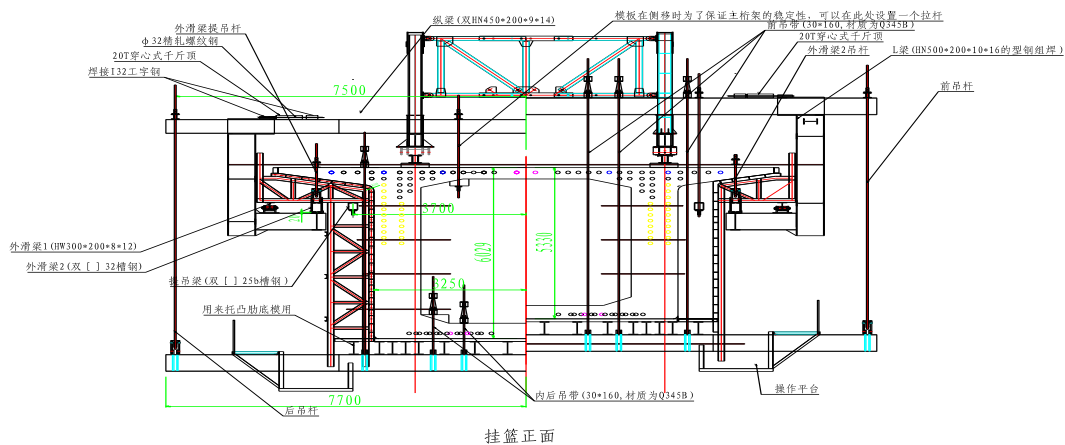 外滑梁提吊杆
ф32精轧螺纹钢
20T穿心式千斤顶
焊接I32工字钢
纵梁(双HN450*200*9*14)
模板在侧移时为了保证主桁架的稳定性，可以在此处设置一个拉杆
前吊带(30*160,材质为Q345B)
20T穿心式千斤顶
外滑梁2吊杆
L梁(HN500*200*10*16的型钢组焊)
前吊杆
7500
3700
6029
5330
3250
外滑梁1(HW300*200*8*12)
外滑梁2(双[ ]32槽钢)
提吊梁(双[ ]25b槽钢)
用来托凸肋底模用
7700
后吊杆
内后吊带(30*160,材质为Q345B)
操作平台
挂篮正面